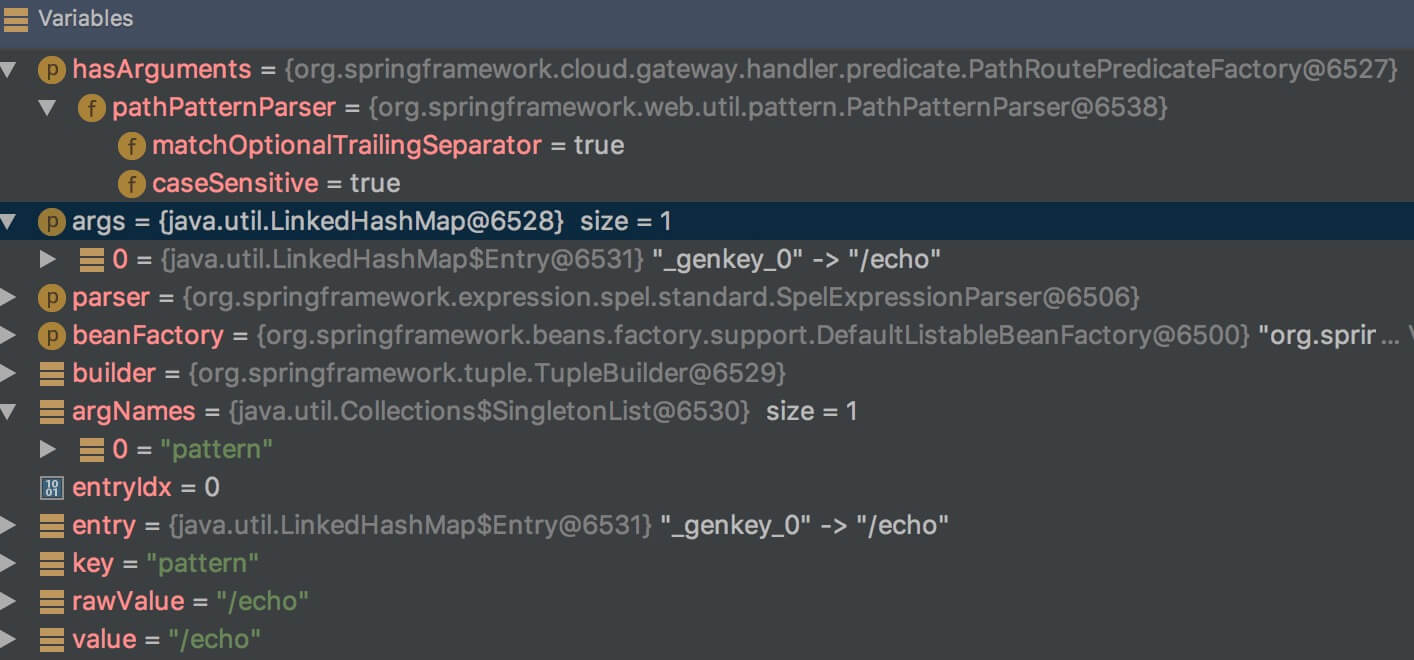 Variables
p hasArguments = {org.springframework.cloud.gateway.handler.predicate.PathRoutePredicateFactory@6527}
f pathPatternParser = {org.springframework.web.util.pattern.PathPatternParser@6538}
f matchOptionalTrailingSeparator = true
f caseSensitive = true
p args = {java.util.LinkedHashMap@6528} size = 1
0 = {java.util.LinkedHashMap$Entry@6531} "_genkey_0" -> "/echo"
p parser = {org.springframework.expression.spel.standard.SpelExpressionParser@6506}
p beanFactory = {org.springframework.beans.factory.support.DefaultListableBeanFactory@6500} "org.sprir ...
builder = {org.springframework.tuple.TupleBuilder@6529}
argNames = {java.util.Collections$SingletonList@6530} size = 1
0 = "pattern"
10 01 entryIdx = 0
entry = {java.util.LinkedHashMap$Entry@6531} "_genkey_0" -> "/echo"
key = "pattern"
rawValue = "/echo"
value = "/echo"